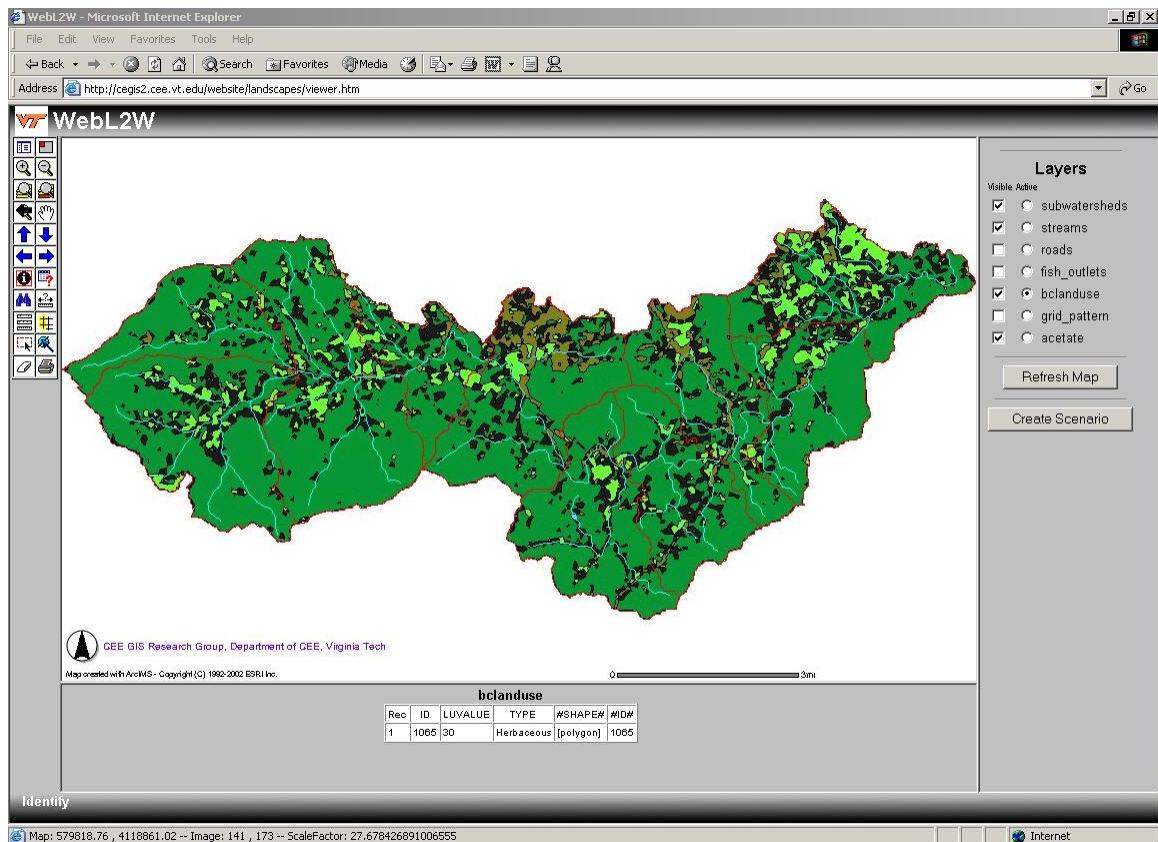 WebL2W - Microsoft Internet Explorer
File Edit View Favorites Tools Help
Back Search Favorites Media
Address http://cegis2.cee.vt.edu/website/landscapes/viewer.htm Go
VT WebL2W
Layers
Visible Active
subwatersheds
streams
roads
fish_outlets
bclanduse
grid_pattern
acetate
Refresh Map
Create Scenario
CEE GIS Research Group, Department of CEE, Virginia Tech
Map created with ArcIMS - Copyright (C) 1992-2002 ESRI Inc.
0 3mi
bclanduse
Rec ID LUVALUE TYPE #SHAPE# #ID#
1 1065 30 Herbaceous [polygon] 1065
Identify
Map: 579818.76 , 4118861.02 -- Image: 141 , 173 -- ScaleFactor: 27.678426891006555
Internet